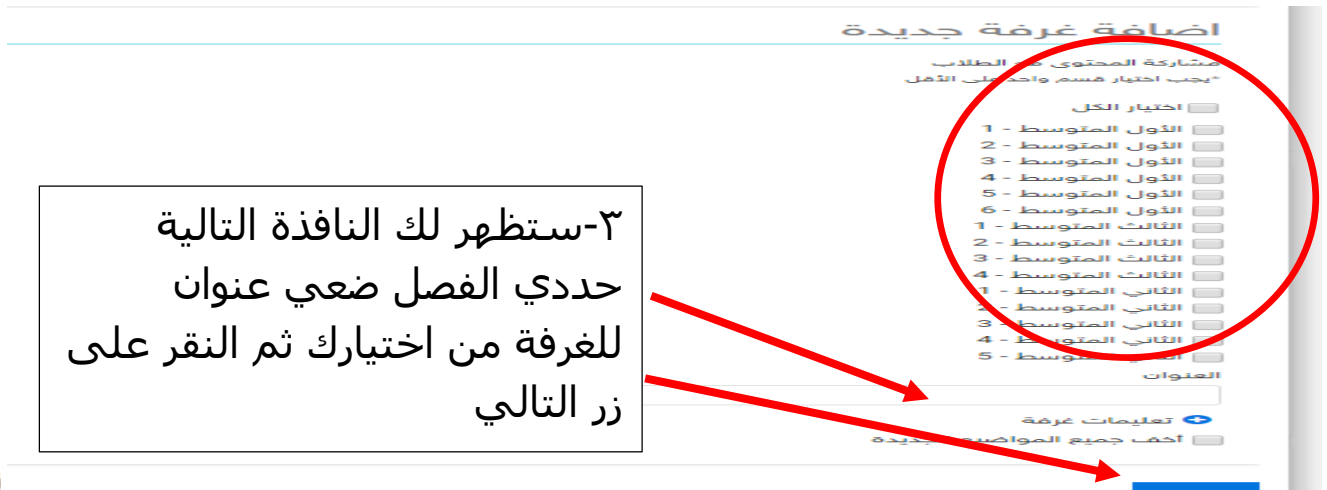 اضافة غرفة جديدة
مشاركة المحتوى مع الطلاب
*يجب اختيار قسم واحد على الأقل
اختيار الكل
الأول المتوسط - 1
الأول المتوسط - 2
الأول المتوسط - 3
الأول المتوسط - 4
الأول المتوسط - 5
الأول المتوسط - 6
الثالث المتوسط - 1
الثالث المتوسط - 2
الثالث المتوسط - 3
الثالث المتوسط - 4
الثاني المتوسط - 1
الثاني المتوسط - 2
الثاني المتوسط - 3
الثاني المتوسط - 4
الثاني المتوسط - 5
العنوان
تعليمات غرفة
أخف جميع المواضيع الجديدة
٣-ستظهر لك النافذة التالية
حددي الفصل ضعي عنوان
للغرفة من اختيارك ثم النقر على
زر التالي